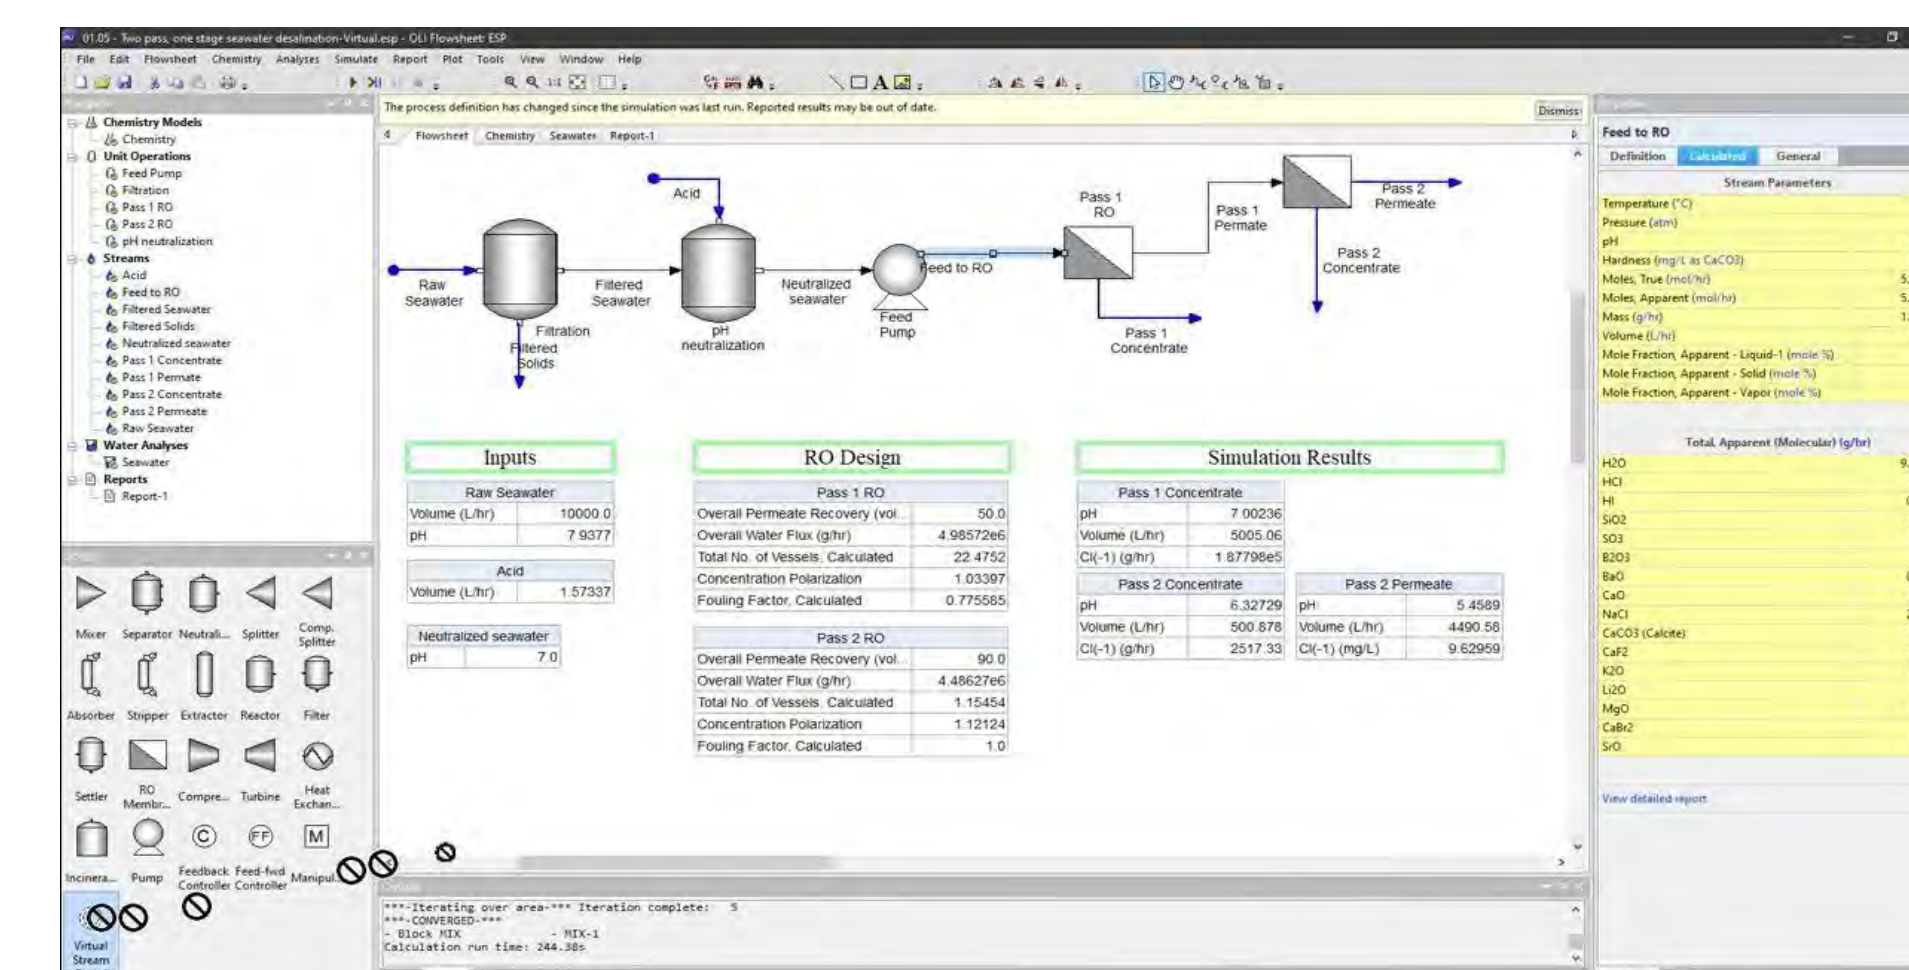 01.05 - Two pass, one stage seawater desalination-Virtual.esp - OLI Flowsheet: ESP
File Edit Flowsheet Chemistry Analyses Simulate Report Plot Tools View Window Help
The process definition has changed since the simulation was last run. Reported results may be out of date.
Dismiss
Chemistry Models
Chemistry
Unit Operations
Feed Pump
Filtration
Pass 1 RO
Pass 2 RO
pH neutralization
Streams
Acid
Feed to RO
Filtered Seawater
Filtered Solids
Neutralized seawater
Pass 1 Concentrate
Pass 1 Permate
Pass 2 Concentrate
Pass 2 Permeate
Raw Seawater
Water Analyses
Seawater
Reports
Report-1
Mixer Separator Neutrali... Splitter Comp. Splitter
Absorber Stripper Extractor Reactor Filter
Settler RO Membr... Compre... Turbine Heat Exchan...
Incinera... Pump Feedback Controller Feed-fwd Controller Manipul...
Virtual
Stream
Flowsheet Chemistry Seawater Report-1
Raw
Seawater
Filtration
Filtered
Solids
Filtered
Seawater
Acid
pH
neutralization
Neutralized
seawater
Feed
Pump
Feed to RO
Pass 1
RO
Pass 1
Concentrate
Pass 1
Permate
Pass 2
Permeate
Pass 2
Concentrate
Inputs
Raw Seawater
Volume (L/hr) 10000.0
pH 7.9377
Acid
Volume (L/hr) 1.57337
Neutralized seawater
pH 7.0
RO Design
Pass 1 RO
Overall Permeate Recovery (vol... 50.0
Overall Water Flux (g/hr) 4.98572e6
Total No. of Vessels, Calculated 22.4752
Concentration Polarization 1.03397
Fouling Factor, Calculated 0.775585
Pass 2 RO
Overall Permeate Recovery (vol... 90.0
Overall Water Flux (g/hr) 4.48627e6
Total No. of Vessels, Calculated 1.15454
Concentration Polarization 1.12124
Fouling Factor, Calculated 1.0
Simulation Results
Pass 1 Concentrate
pH 7.00236
Volume (L/hr) 5005.06
Cl(-1) (g/hr) 1.87798e5
Pass 2 Concentrate
pH 6.32729
Volume (L/hr) 500.878
Cl(-1) (g/hr) 2517.33
Pass 2 Permeate
pH 5.4589
Volume (L/hr) 4490.58
Cl(-1) (mg/L) 9.62959
***-Iterating over area-*** Iteration complete: 5
***-CONVERGED-***
- Block MIX - MIX-1
Calculation run time: 244.38s
Feed to RO
Definition Calculated General
Stream Parameters
Temperature (°C)
Pressure (atm)
pH
Hardness (mg/L as CaCO3)
Moles, True (mol/hr) 5.
Moles, Apparent (mol/hr) 5.
Mass (g/hr) 1.
Volume (L/hr)
Mole Fraction, Apparent - Liquid-1 (mole %)
Mole Fraction, Apparent - Solid (mole %)
Mole Fraction, Apparent - Vapor (mole %)
Total, Apparent (Molecular) (g/hr)
H2O 9.
HCl
HI
SiO2
SO3
B2O3
BaO
CaO
NaCl
CaCO3 (Calcite)
CaF2
K2O
Li2O
MgO
CaBr2
SrO
View detailed report